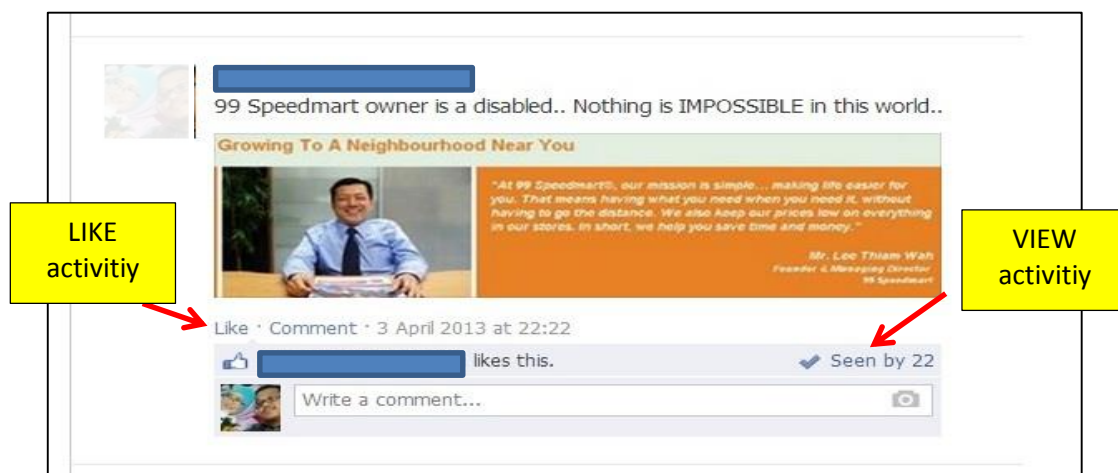 99 Speedmart owner is a disabled.. Nothing is IMPOSSIBLE in this world..
Growing To A Neighbourhood Near You
"At 99 Speedmart®, our mission is simple... making life easier for
you. That means having what you need when you need it, without
having to go the distance. We also keep our prices low on everything
in our stores. In short, we help you save time and money."
Mr. Lee Thiam Wah
Founder & Managing Director
99 Speedmart
LIKE
activitiy
VIEW
activitiy
Like · Comment · 3 April 2013 at 22:22
likes this.
Seen by 22
Write a comment...